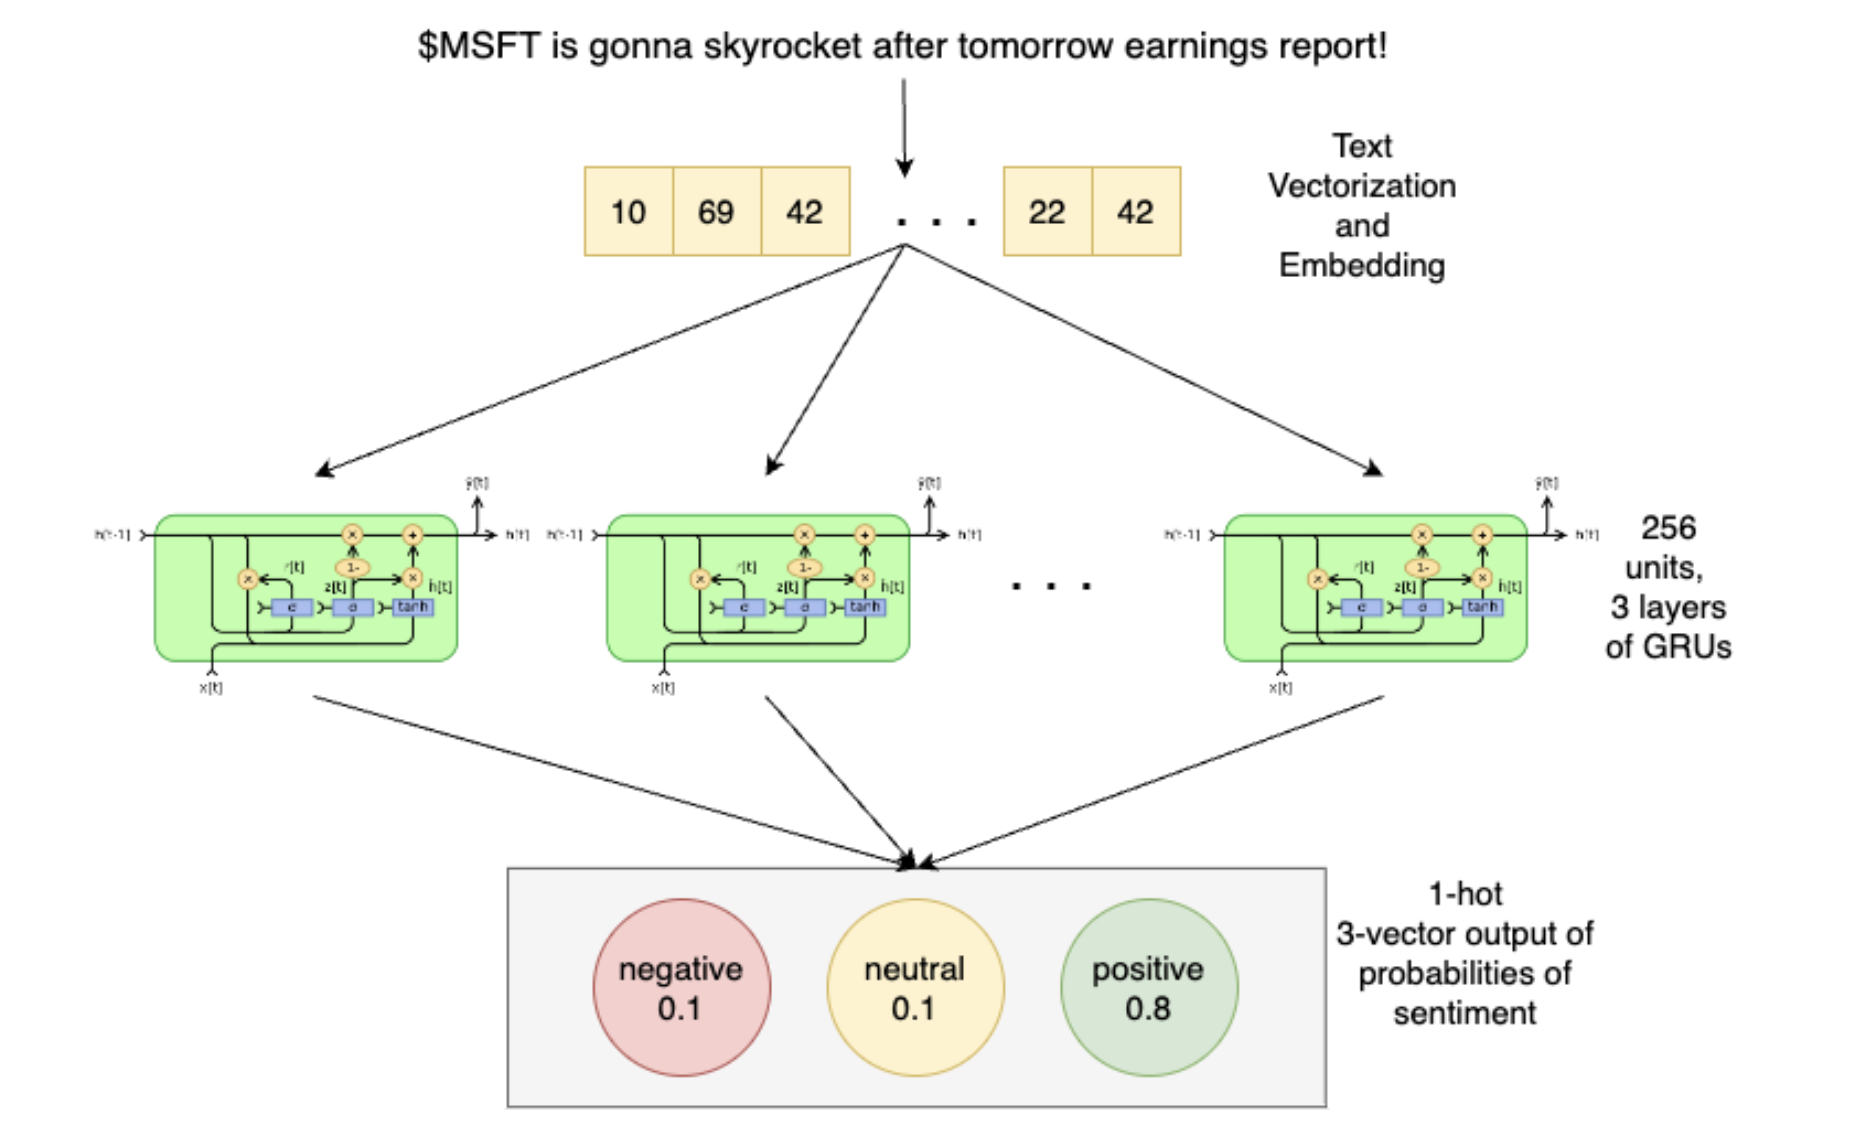 $MSFT is gonna skyrocket after tomorrow earnings report!
10 69 42 . . . 22 42
Text
Vectorization
and
Embedding
h[t-1] r[t] z[t] 1- h[t] σ σ tanh x[t] ŷ[t] h[t]
h[t-1] r[t] z[t] 1- h[t] σ σ tanh x[t] ŷ[t] h[t]
. . .
h[t-1] r[t] z[t] 1- h[t] σ σ tanh x[t] ŷ[t] h[t]
256
units,
3 layers
of GRUs
negative
0.1
neutral
0.1
positive
0.8
1-hot
3-vector output of
probabilities of
sentiment